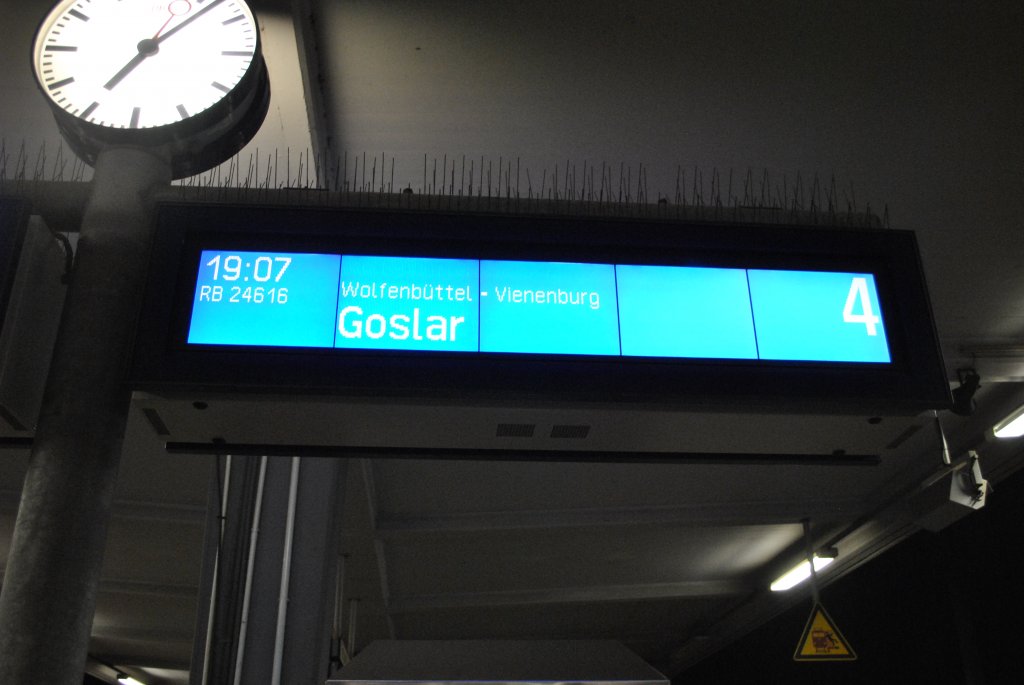 19:07
RB 24616
Wolfenbüttel - Vienenburg
Goslar
4